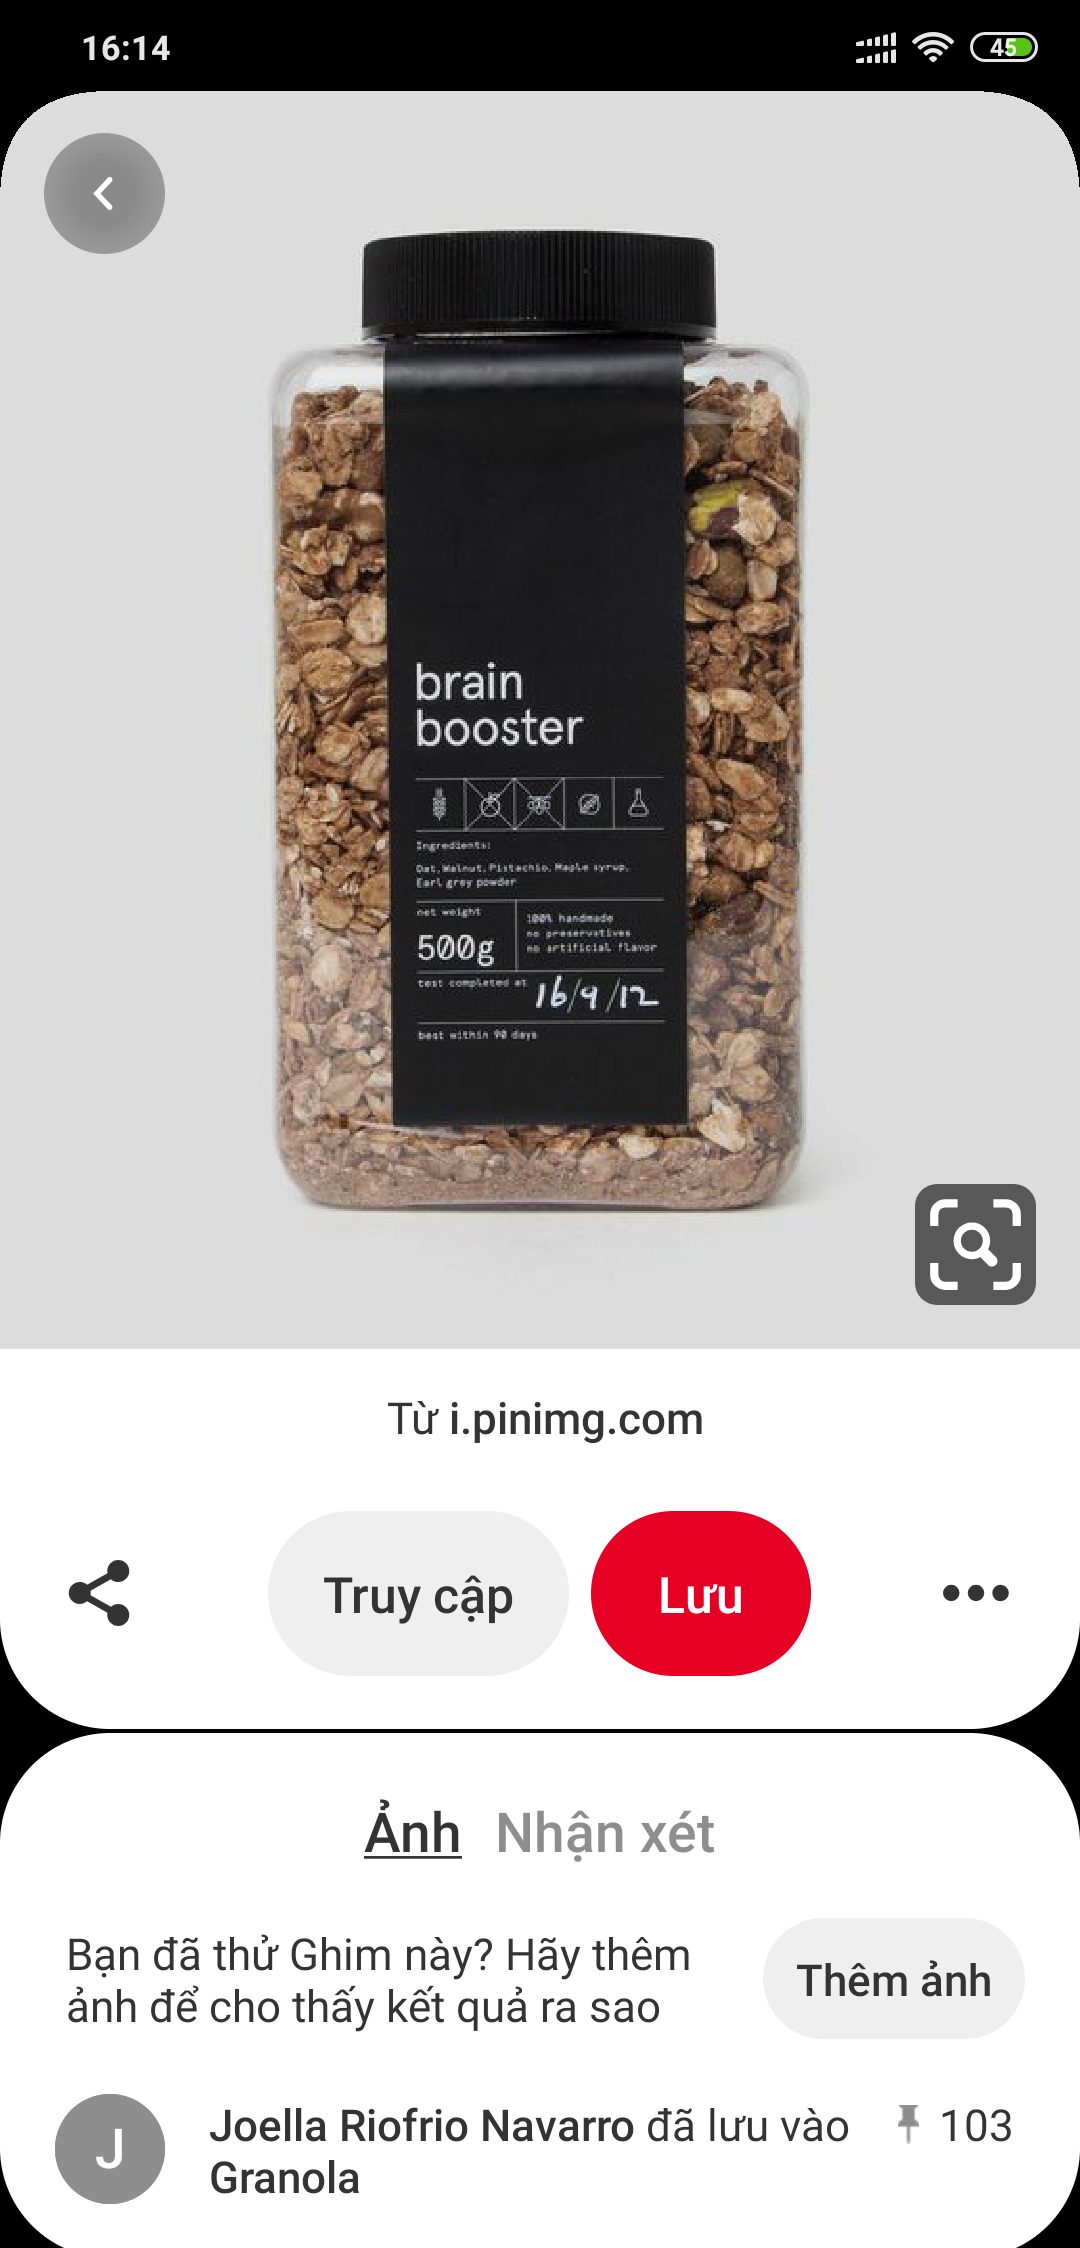 16:14
45
brain
booster
Ingredients:
Oat, Walnut, Pistachio, Maple syrup,
Earl grey powder
net weight
500g
100% handmade
no preservatives
no artificial flavor
test completed at
16/9/12
best within 90 days
Từ i.pinimg.com
Truy cập
Lưu
Ảnh
Nhận xét
Bạn đã thử Ghim này? Hãy thêm
ảnh để cho thấy kết quả ra sao
Thêm ảnh
J
Joella Riofrio Navarro đã lưu vào
Granola
103